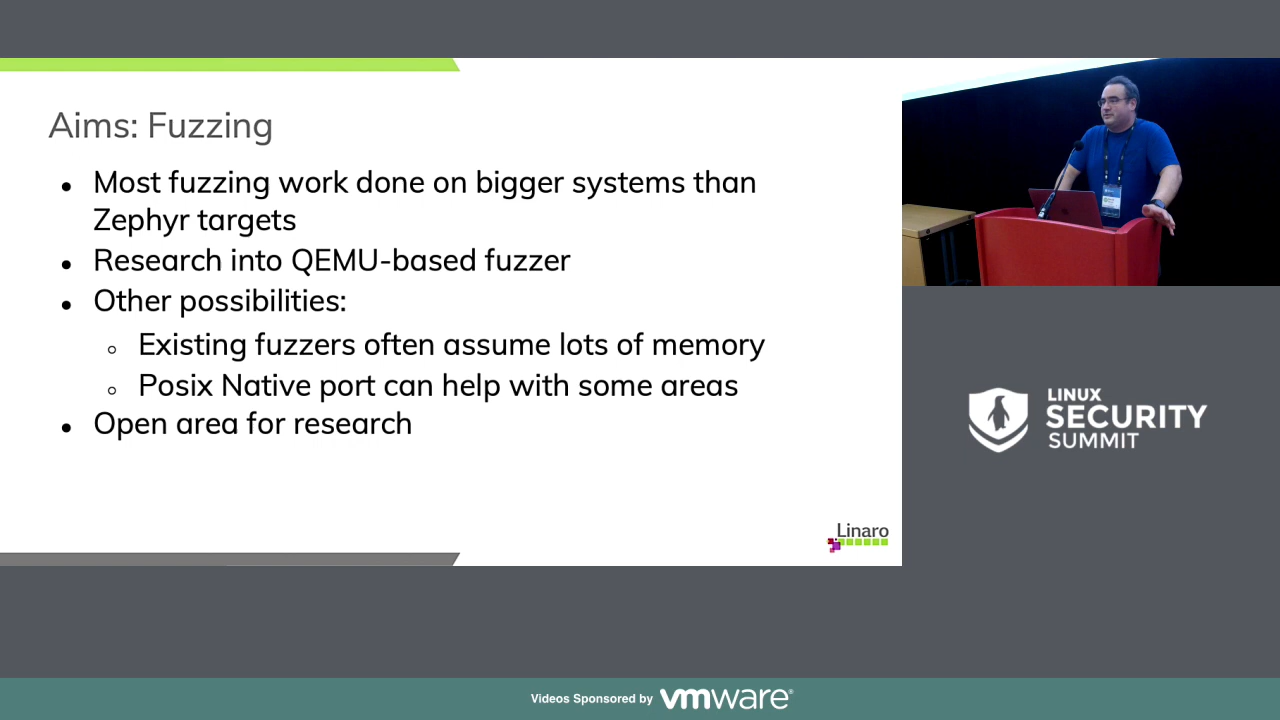 Aims: Fuzzing
● Most fuzzing work done on bigger systems than
Zephyr targets
● Research into QEMU-based fuzzer
● Other possibilities:
○ Existing fuzzers often assume lots of memory
○ Posix Native port can help with some areas
● Open area for research
Linaro
LINUX
SECURITY
SUMMIT
Videos Sponsored by vmware®